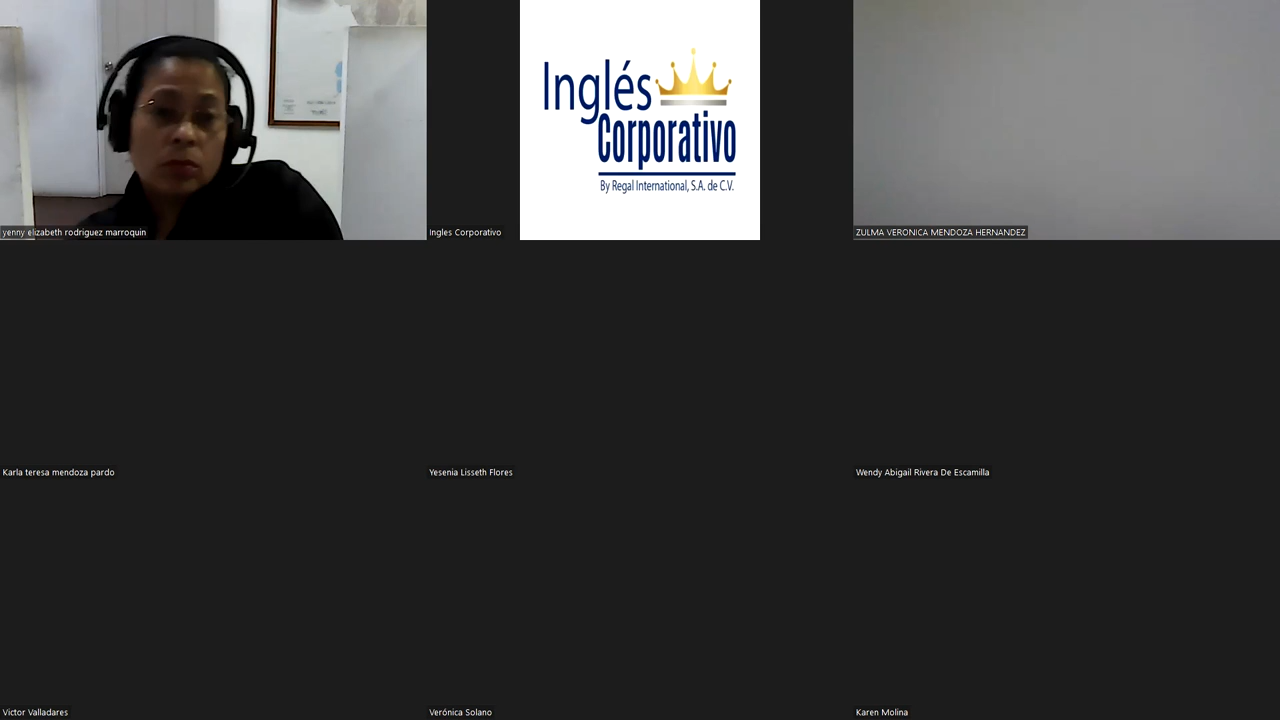 Inglés
Corporativo
By Regal International, S.A. de C.V.
yenny elizabeth rodriguez marroquin
Ingles Corporativo
ZULMA VERONICA MENDOZA HERNANDEZ
Karla teresa mendoza pardo
Yesenia Lisseth Flores
Wendy Abigail Rivera De Escamilla
Victor Valladares
Verónica Solano
Karen Molina